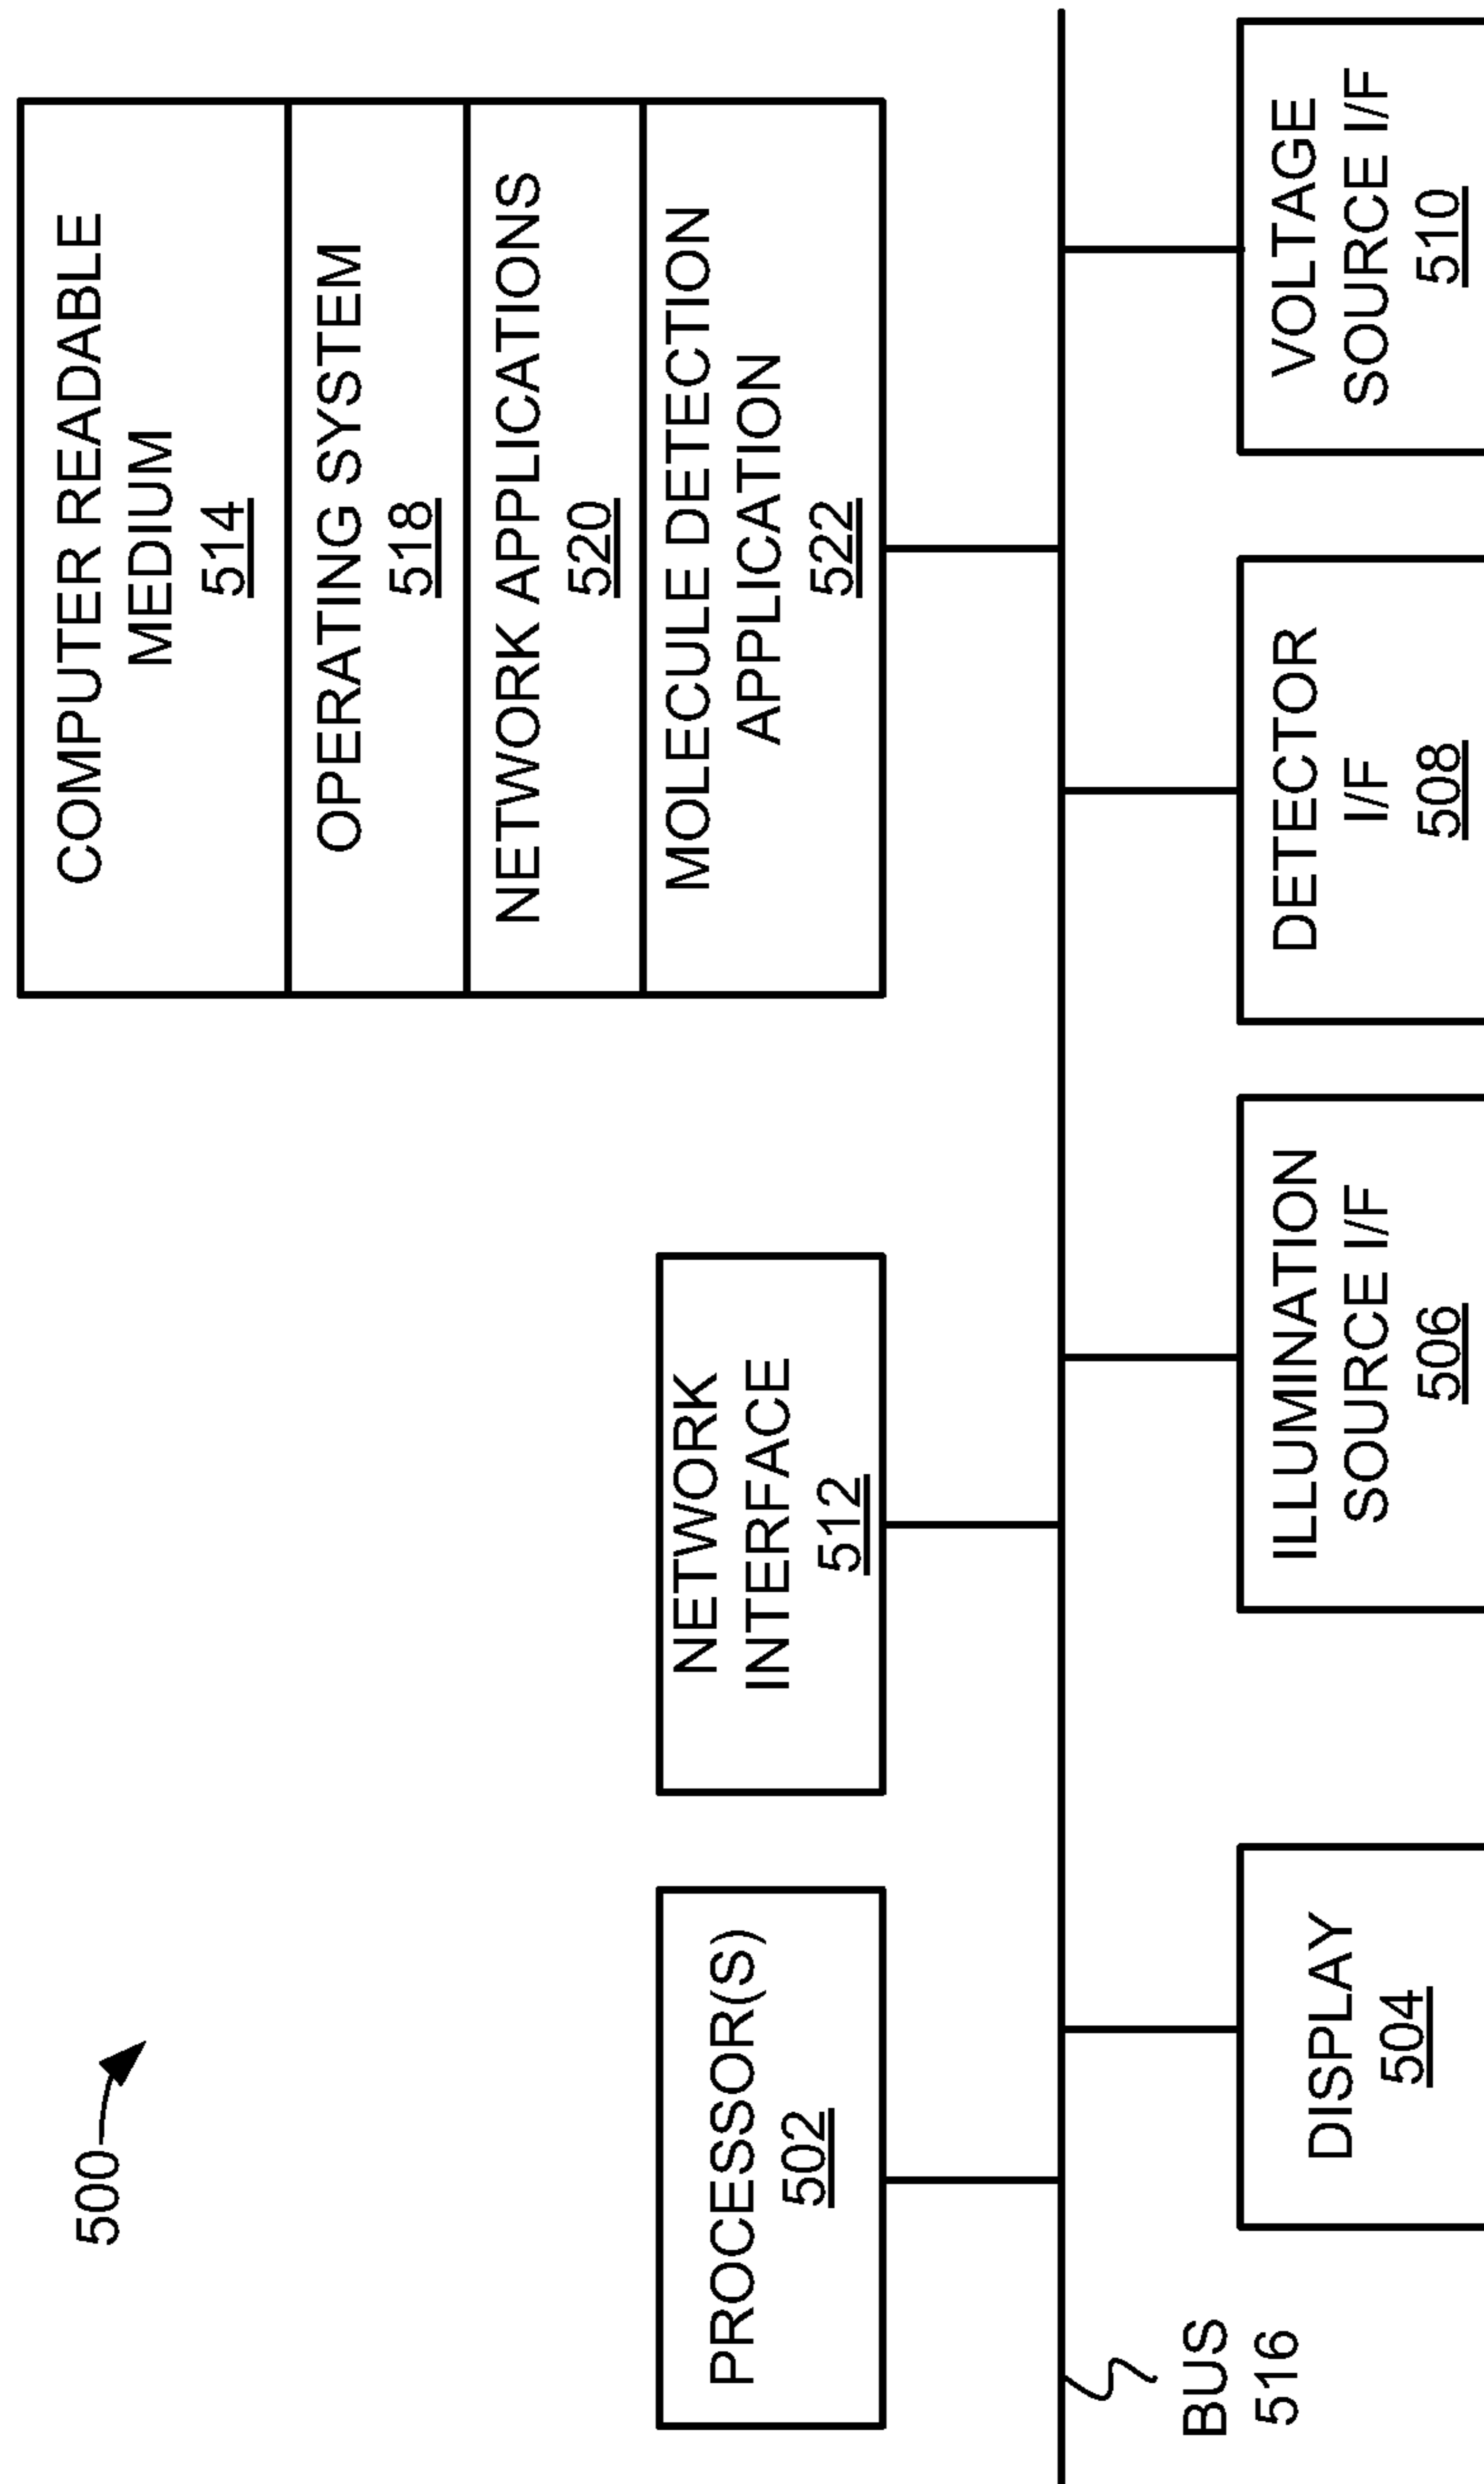 500
COMPUTER READABLE
MEDIUM
514
OPERATING SYSTEM
518
NETWORK APPLICATIONS
520
MOLECULE DETECTION
APPLICATION
522
PROCESSOR(S)
502
NETWORK
INTERFACE
512
BUS
516
DISPLAY
504
ILLUMINATION
SOURCE I/F
506
DETECTOR
I/F
508
VOLTAGE
SOURCE I/F
510